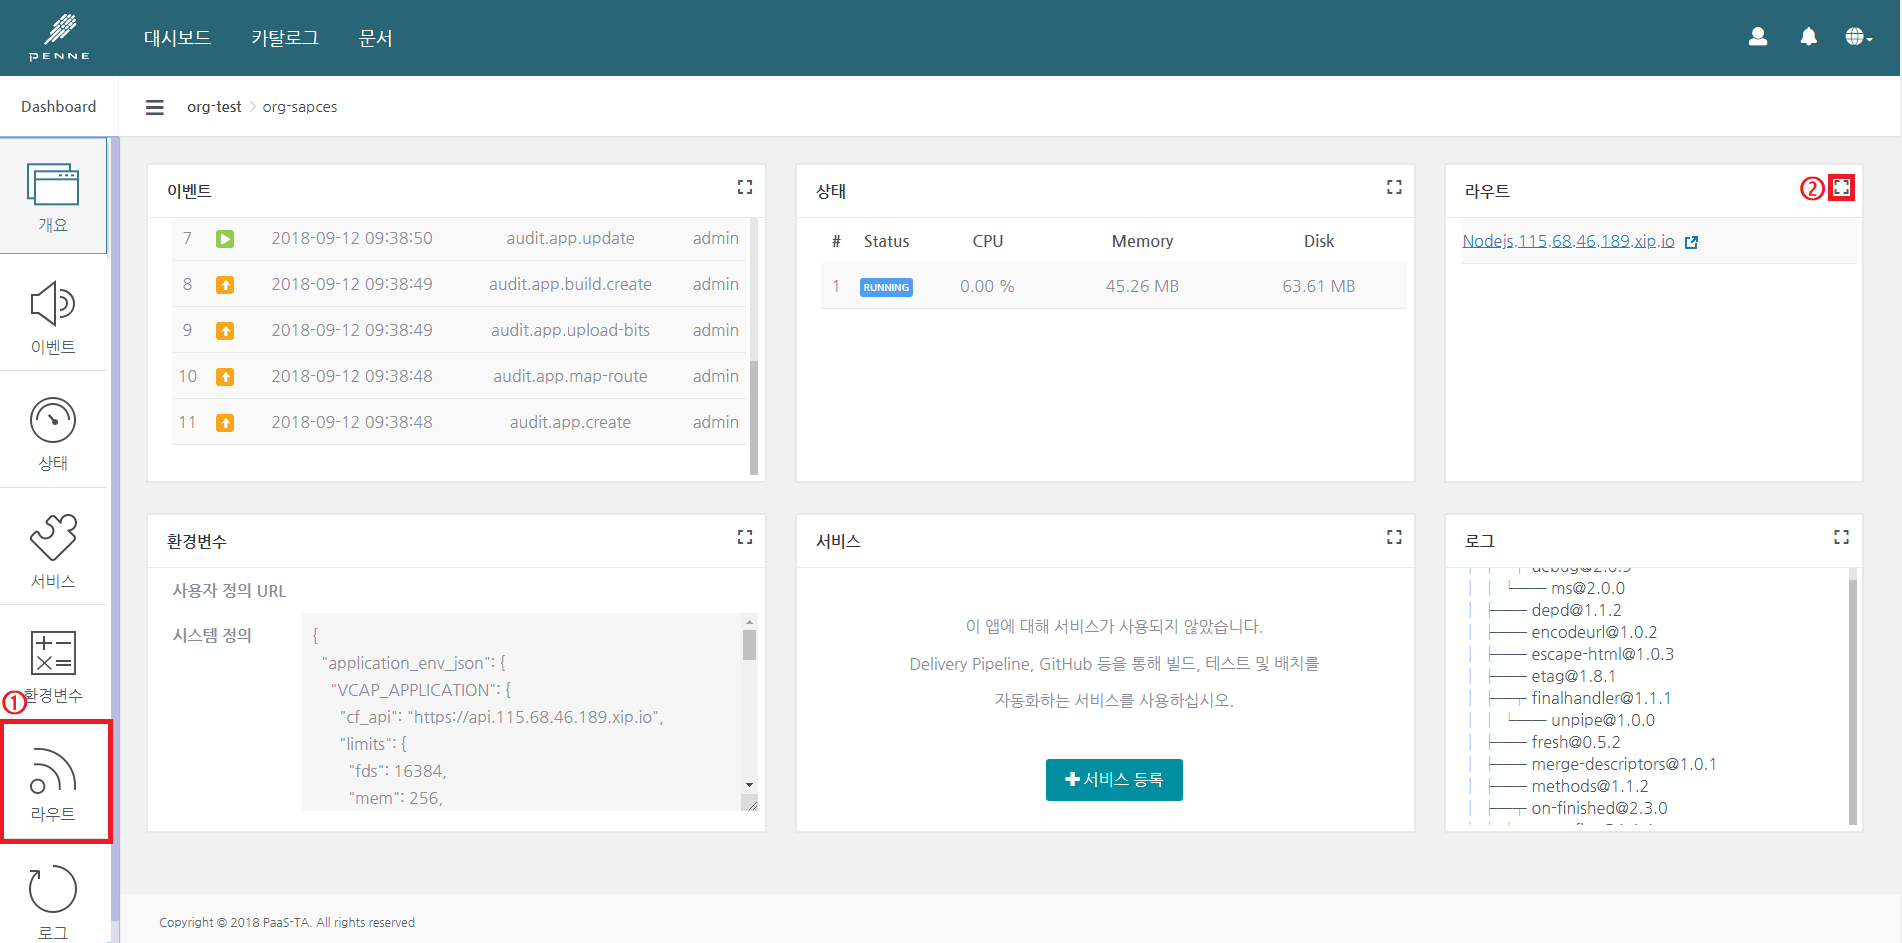 PENNE
대시보드 카탈로그 문서
Dashboard
org-test > org-sapces
개요
이벤트
상태
서비스
① 환경변수
라우트
로그
이벤트
7 2018-09-12 09:38:50 audit.app.update admin
8 2018-09-12 09:38:49 audit.app.build.create admin
9 2018-09-12 09:38:49 audit.app.upload-bits admin
10 2018-09-12 09:38:48 audit.app.map-route admin
11 2018-09-12 09:38:48 audit.app.create admin
상태
# Status CPU Memory Disk
1 RUNNING 0.00 % 45.26 MB 63.61 MB
라우트 ②
Nodejs.115.68.46.189.xip.io
환경변수
사용자 정의 URL
시스템 정의
{
"application_env_json": {
"VCAP_APPLICATION": {
"cf_api": "https://api.115.68.46.189.xip.io",
"limits": {
"fds": 16384,
"mem": 256,
서비스
이 앱에 대해 서비스가 사용되지 않았습니다.
Delivery Pipeline, GitHub 등을 통해 빌드, 테스트 및 배치를
자동화하는 서비스를 사용하십시오.
+ 서비스 등록
로그
│ │ └── ms@2.0.0
│ ├── depd@1.1.2
│ ├── encodeurl@1.0.2
│ ├── escape-html@1.0.3
│ ├── etag@1.8.1
│ ├─┬ finalhandler@1.1.1
│ │ └── unpipe@1.0.0
│ ├── fresh@0.5.2
│ ├── merge-descriptors@1.0.1
│ ├── methods@1.1.2
│ ├─┬ on-finished@2.3.0
Copyright © 2018 PaaS-TA. All rights reserved